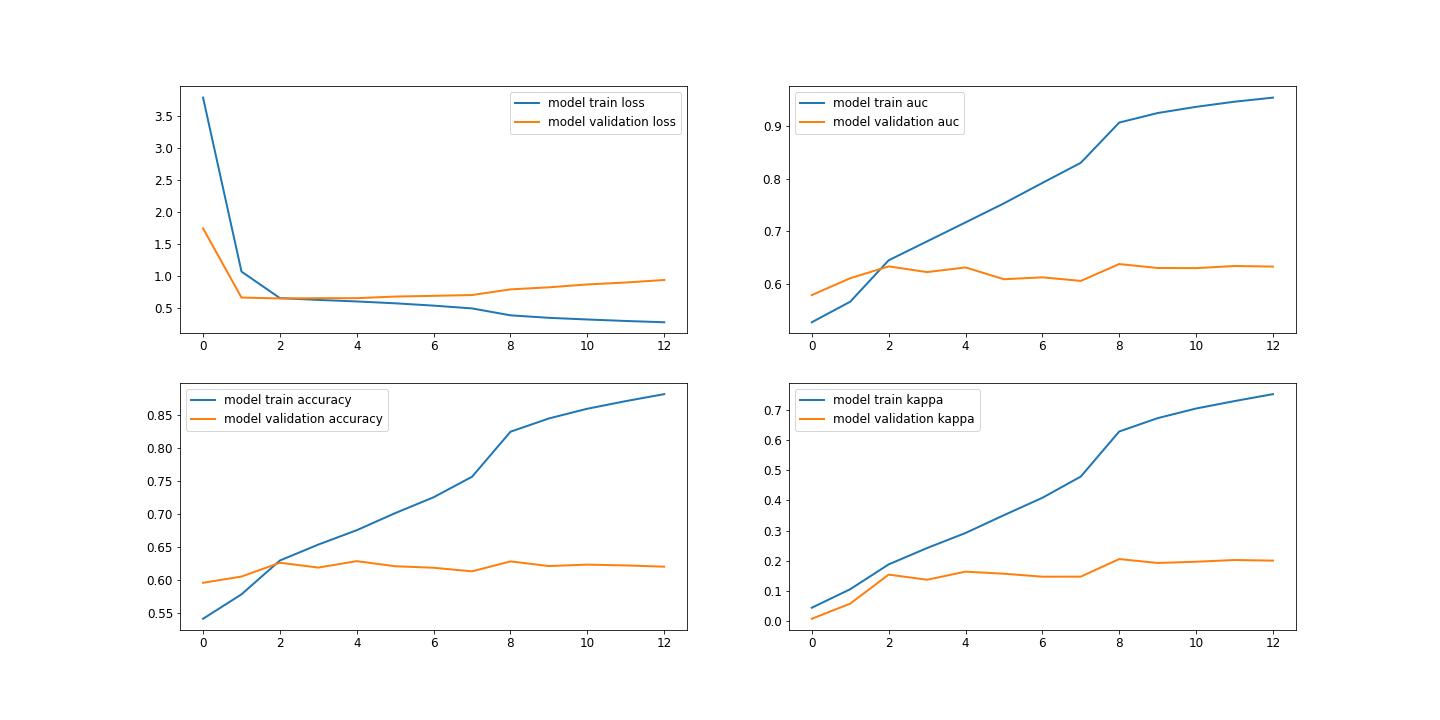 model train loss
model validation loss
3.5
3.0
2.5
2.0
1.5
1.0
0.5
0 2 4 6 8 10 12
model train auc
model validation auc
0.9
0.8
0.7
0.6
0 2 4 6 8 10 12
model train accuracy
model validation accuracy
0.85
0.80
0.75
0.70
0.65
0.60
0.55
0 2 4 6 8 10 12
model train kappa
model validation kappa
0.7
0.6
0.5
0.4
0.3
0.2
0.1
0.0
0 2 4 6 8 10 12